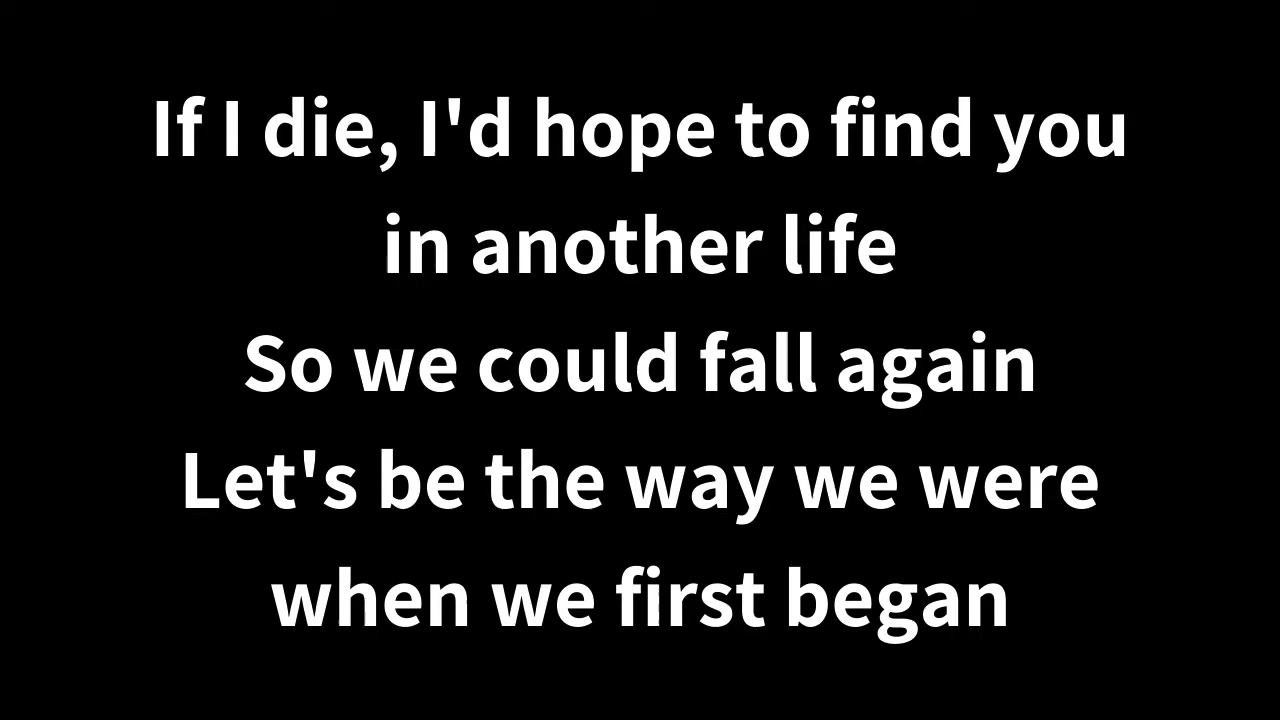 If I die, I'd hope to find you
in another life
So we could fall again
Let's be the way we were
when we first began